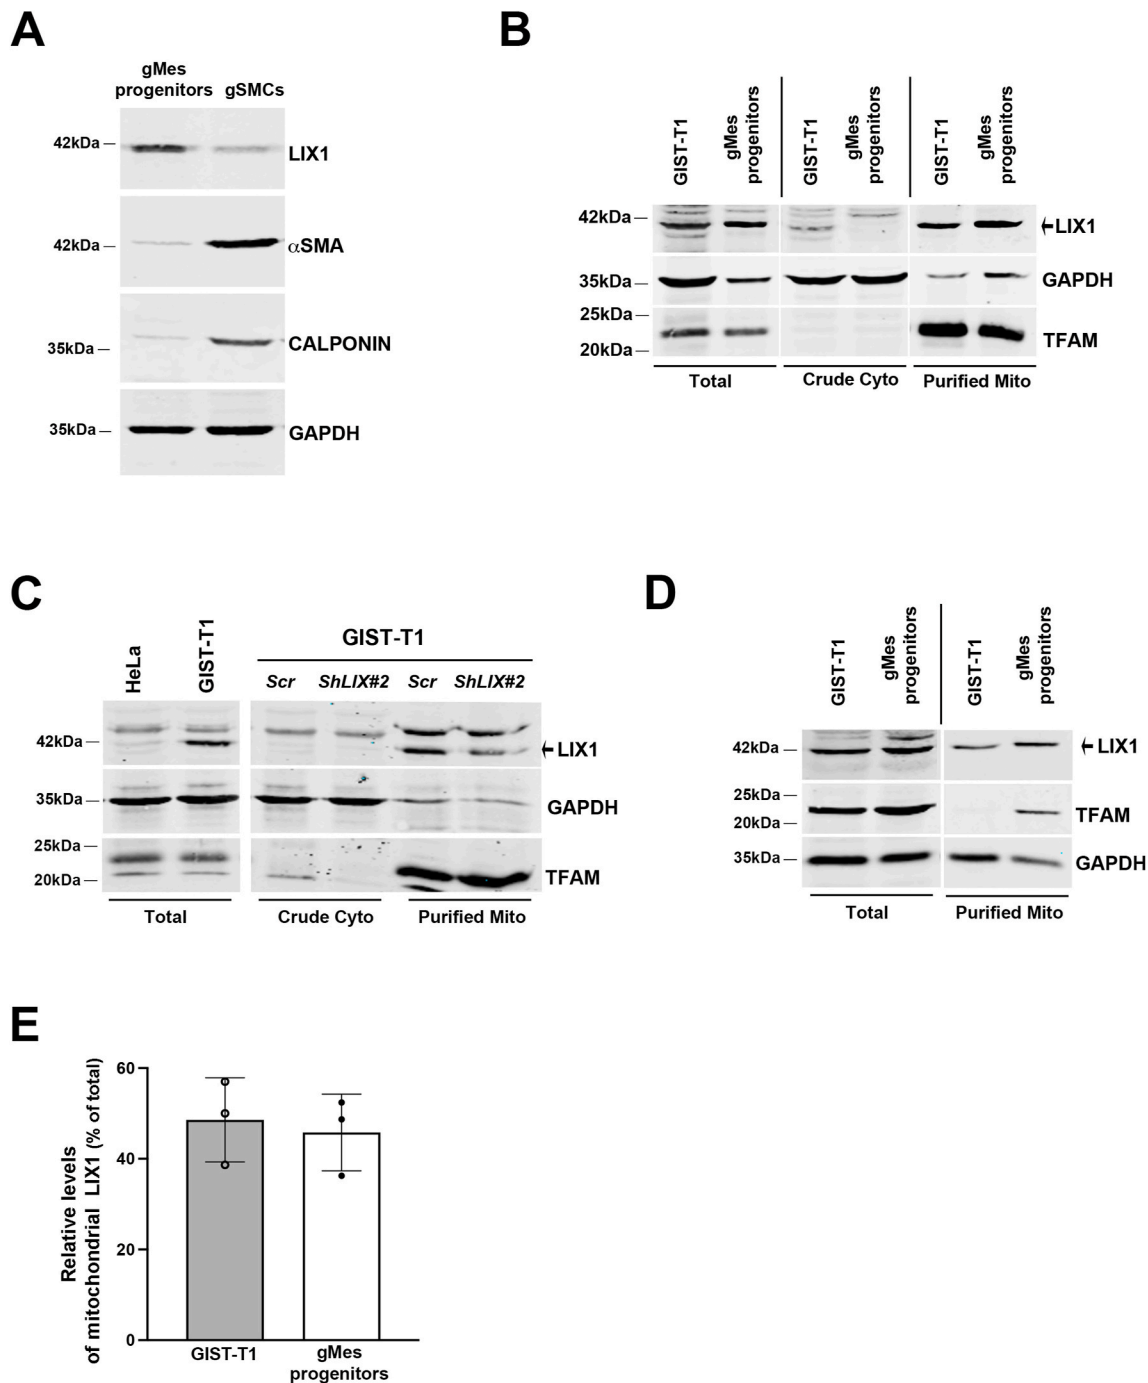 A
gMes
progenitors gSMCs
42kDa
LIX1
42kDa
αSMA
35kDa
CALPONIN
35kDa
GAPDH
B
GIST-T1
gMes
progenitors
GIST-T1
gMes
progenitors
GIST-T1
gMes
progenitors
42kDa
LIX1
35kDa
GAPDH
25kDa
20kDa
TFAM
Total Crude Cyto Purified Mito
C
HeLa
GIST-T1
GIST-T1
Scr ShLIX#2 Scr ShLIX#2
42kDa
LIX1
35kDa
GAPDH
25kDa
20kDa
TFAM
Total Crude Cyto Purified Mito
D
GIST-T1
gMes
progenitors
GIST-T1
gMes
progenitors
42kDa
LIX1
25kDa
20kDa
TFAM
35kDa
GAPDH
Total Purified Mito
E
Relative levels
of mitochondrial LIX1 (% of total)
60
40
20
0
GIST-T1
gMes
progenitors